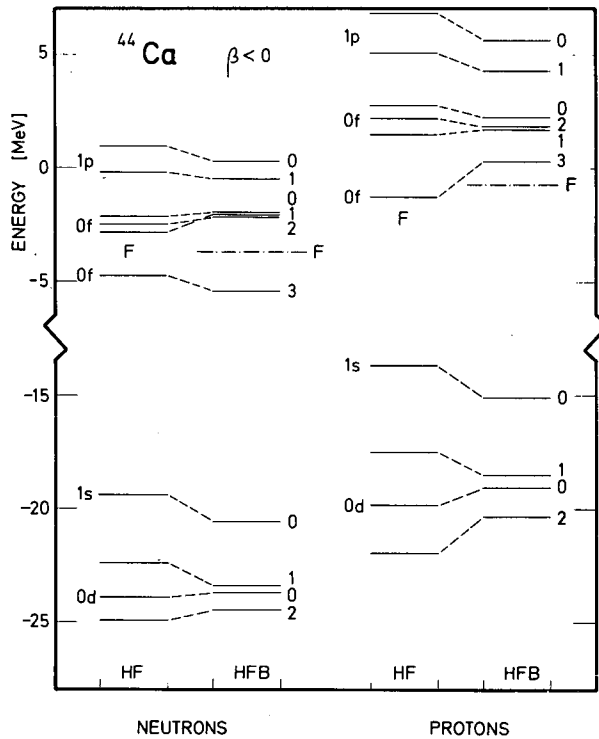 ⁴⁴Ca β<0
ENERGY [MeV]
5
0
-5
-15
-20
-25
1p
0f
F
0f
1s
0d
0
1
0
1
2
F
3
0
1
0
2
HF HFB
NEUTRONS
1p
0f
0f
F
1s
0d
0
1
0
2
1
3
F
0
1
0
2
HF HFB
PROTONS